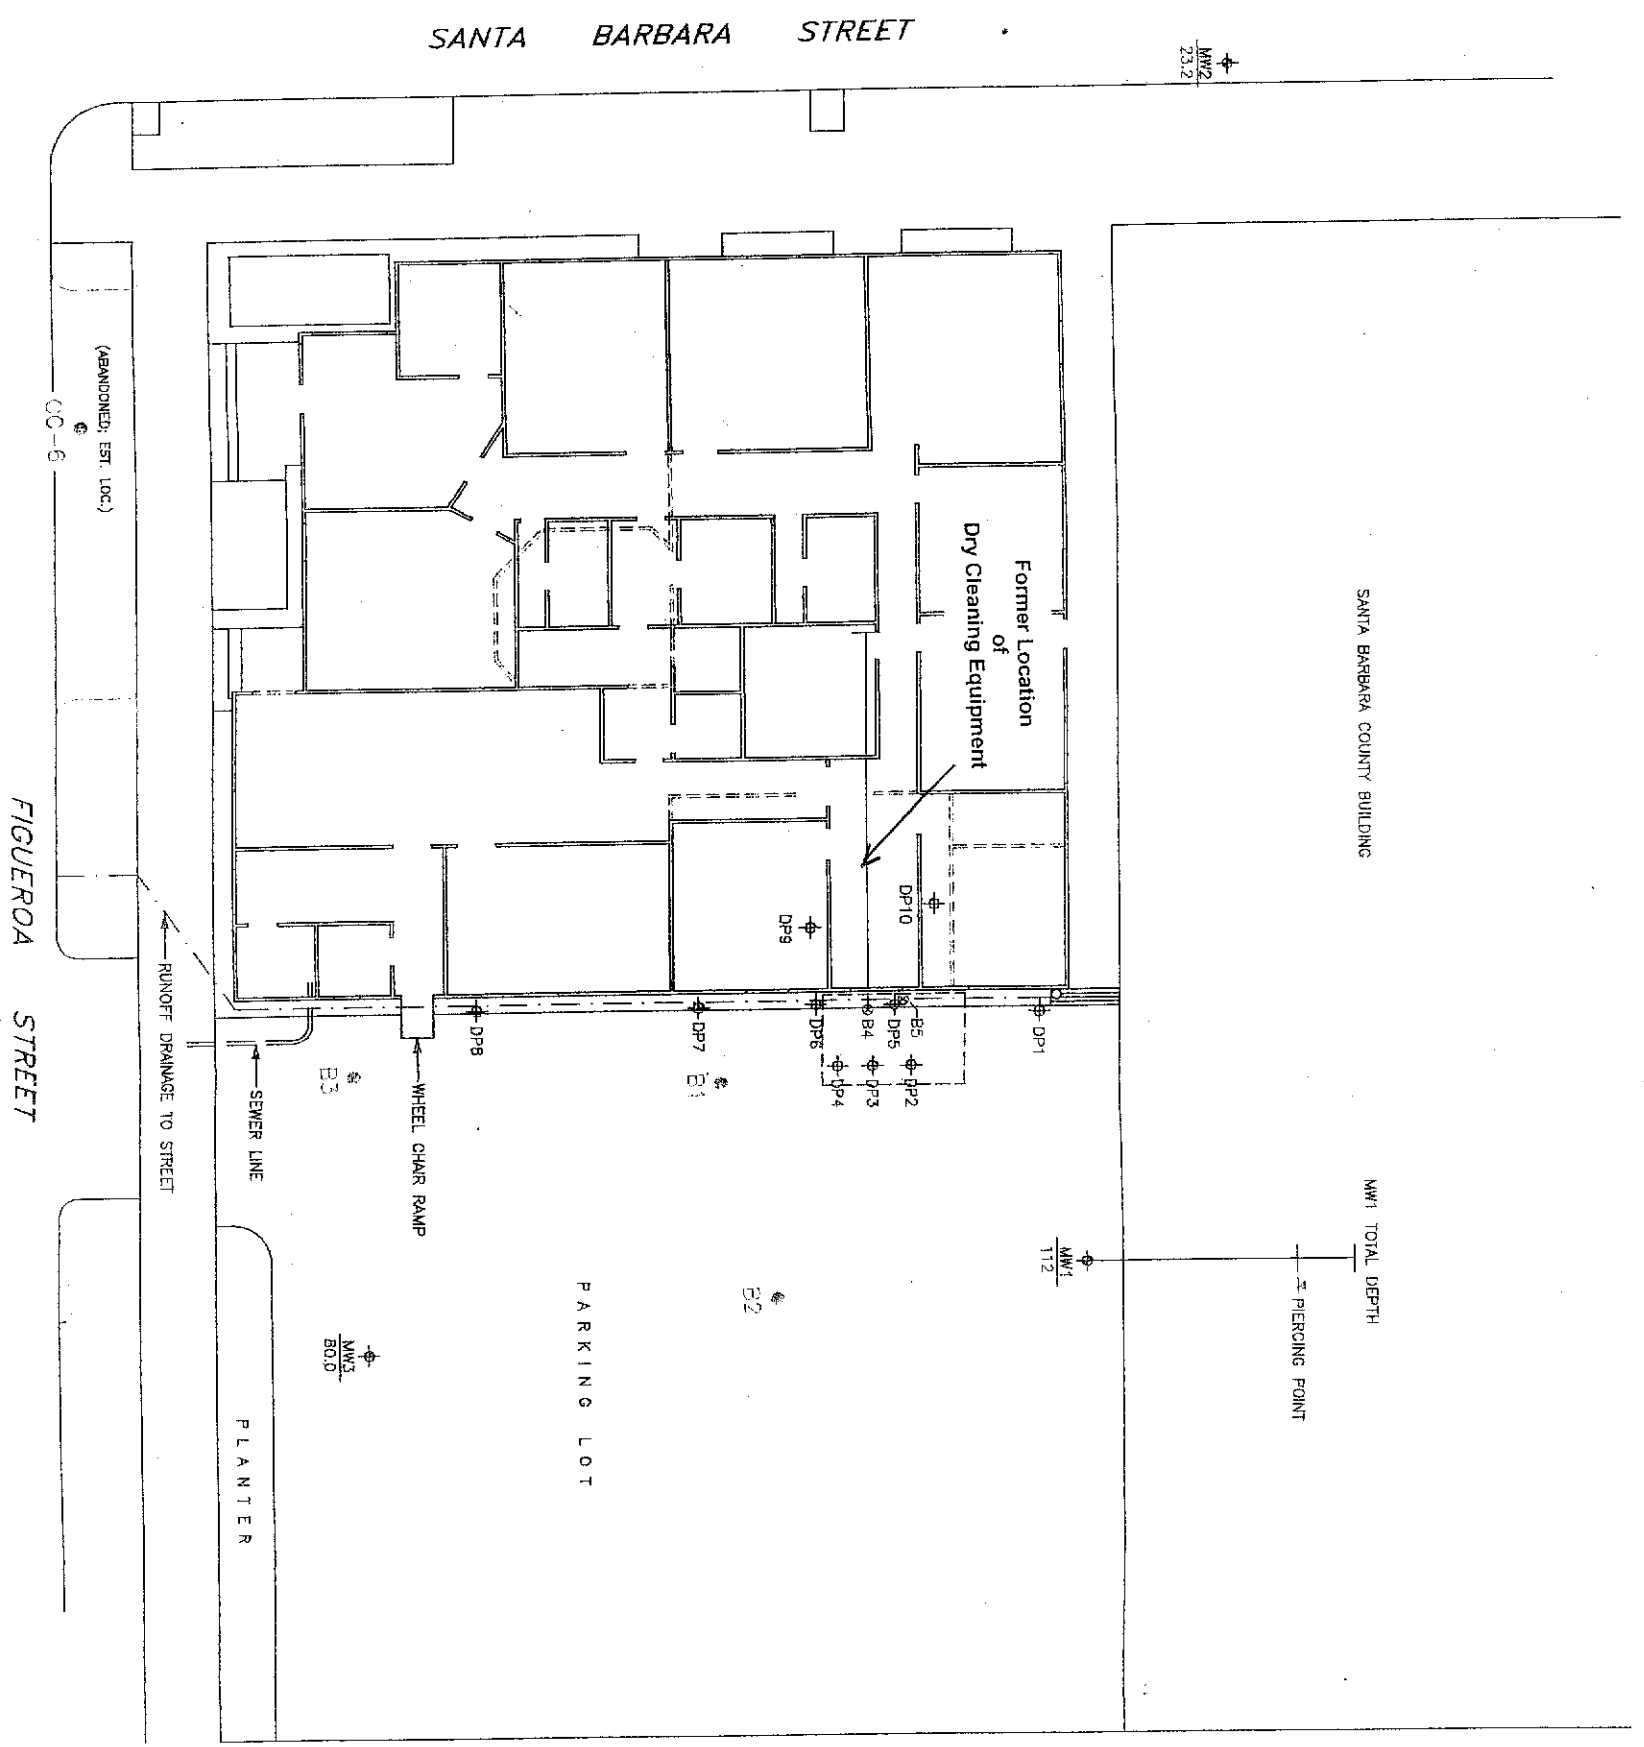 SANTA BARBARA STREET
MW2
23.2
(ABANDONED; EST. LOC.)
CC-6
Former Location
of
Dry Cleaning Equipment
SANTA BARBARA COUNTY BUILDING
DP10
DP9
FIGUEROA STREET
RUNOFF DRAINAGE TO STREET
SEWER LINE
WHEEL CHAIR RAMP
DP8
DP7
DP6
B4
DP5
B5
DP1
DP4
DP3
DP2
B3
B1
B2
MW1
112
MW1 TOTAL DEPTH
PIERCING POINT
MW3
80.0
PARKING LOT
PLANTER